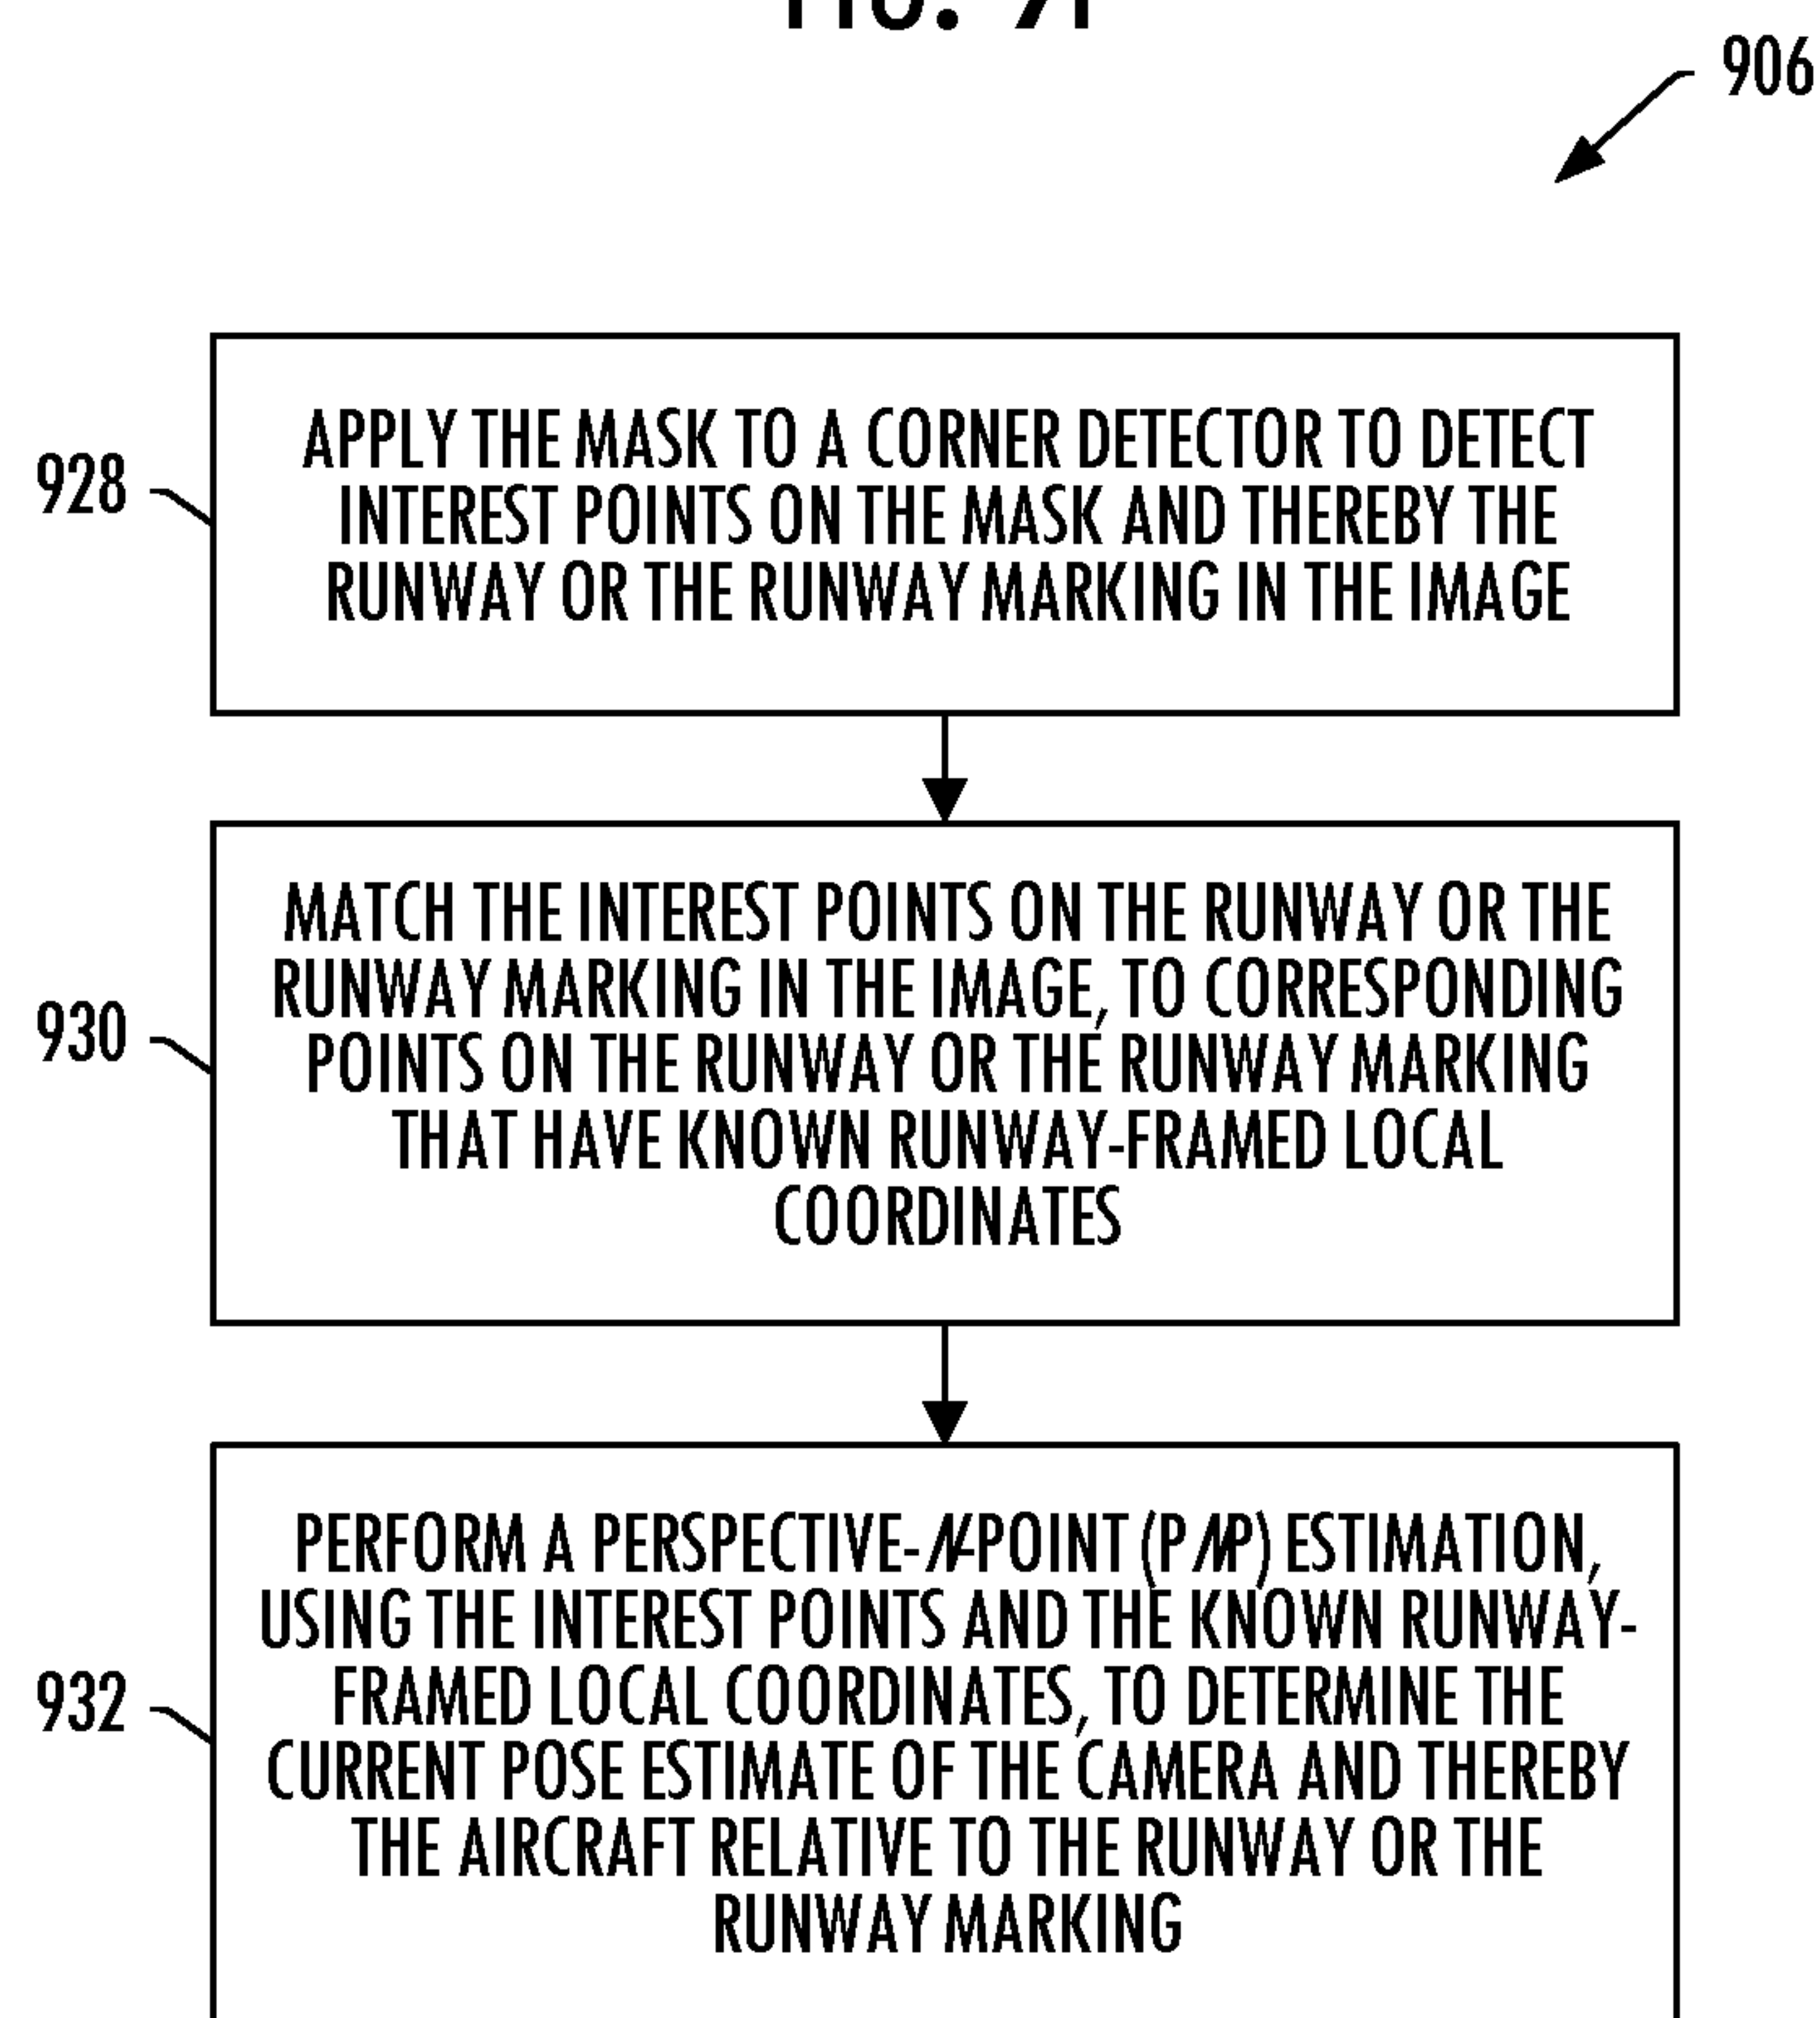 906
928
APPLY THE MASK TO A CORNER DETECTOR TO DETECT
INTEREST POINTS ON THE MASK AND THEREBY THE
RUNWAY OR THE RUNWAY MARKING IN THE IMAGE
930
MATCH THE INTEREST POINTS ON THE RUNWAY OR THE
RUNWAY MARKING IN THE IMAGE, TO CORRESPONDING
POINTS ON THE RUNWAY OR THE RUNWAY MARKING
THAT HAVE KNOWN RUNWAY-FRAMED LOCAL
COORDINATES
932
PERFORM A PERSPECTIVE-N-POINT (PNP) ESTIMATION,
USING THE INTEREST POINTS AND THE KNOWN RUNWAY-
FRAMED LOCAL COORDINATES, TO DETERMINE THE
CURRENT POSE ESTIMATE OF THE CAMERA AND THEREBY
THE AIRCRAFT RELATIVE TO THE RUNWAY OR THE
RUNWAY MARKING